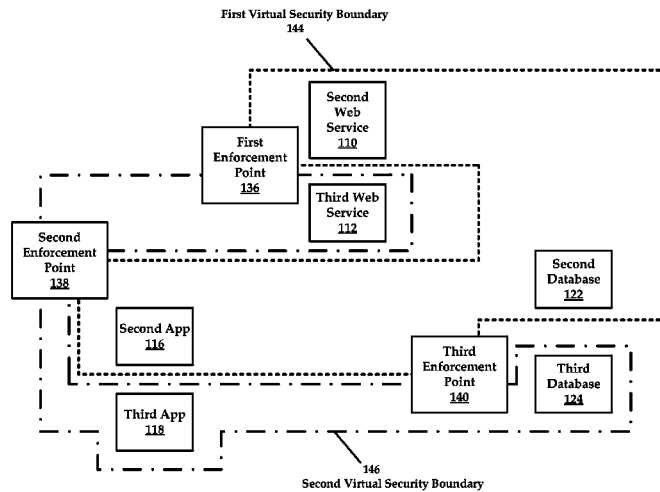 First Virtual Security Boundary
144
Second
Web
Service
110
First
Enforcement
Point
136
Third Web
Service
112
Second
Enforcement
Point
138
Second
Database
122
Second App
116
Third
Enforcement
Point
140
Third
Database
124
Third App
118
146
Second Virtual Security Boundary